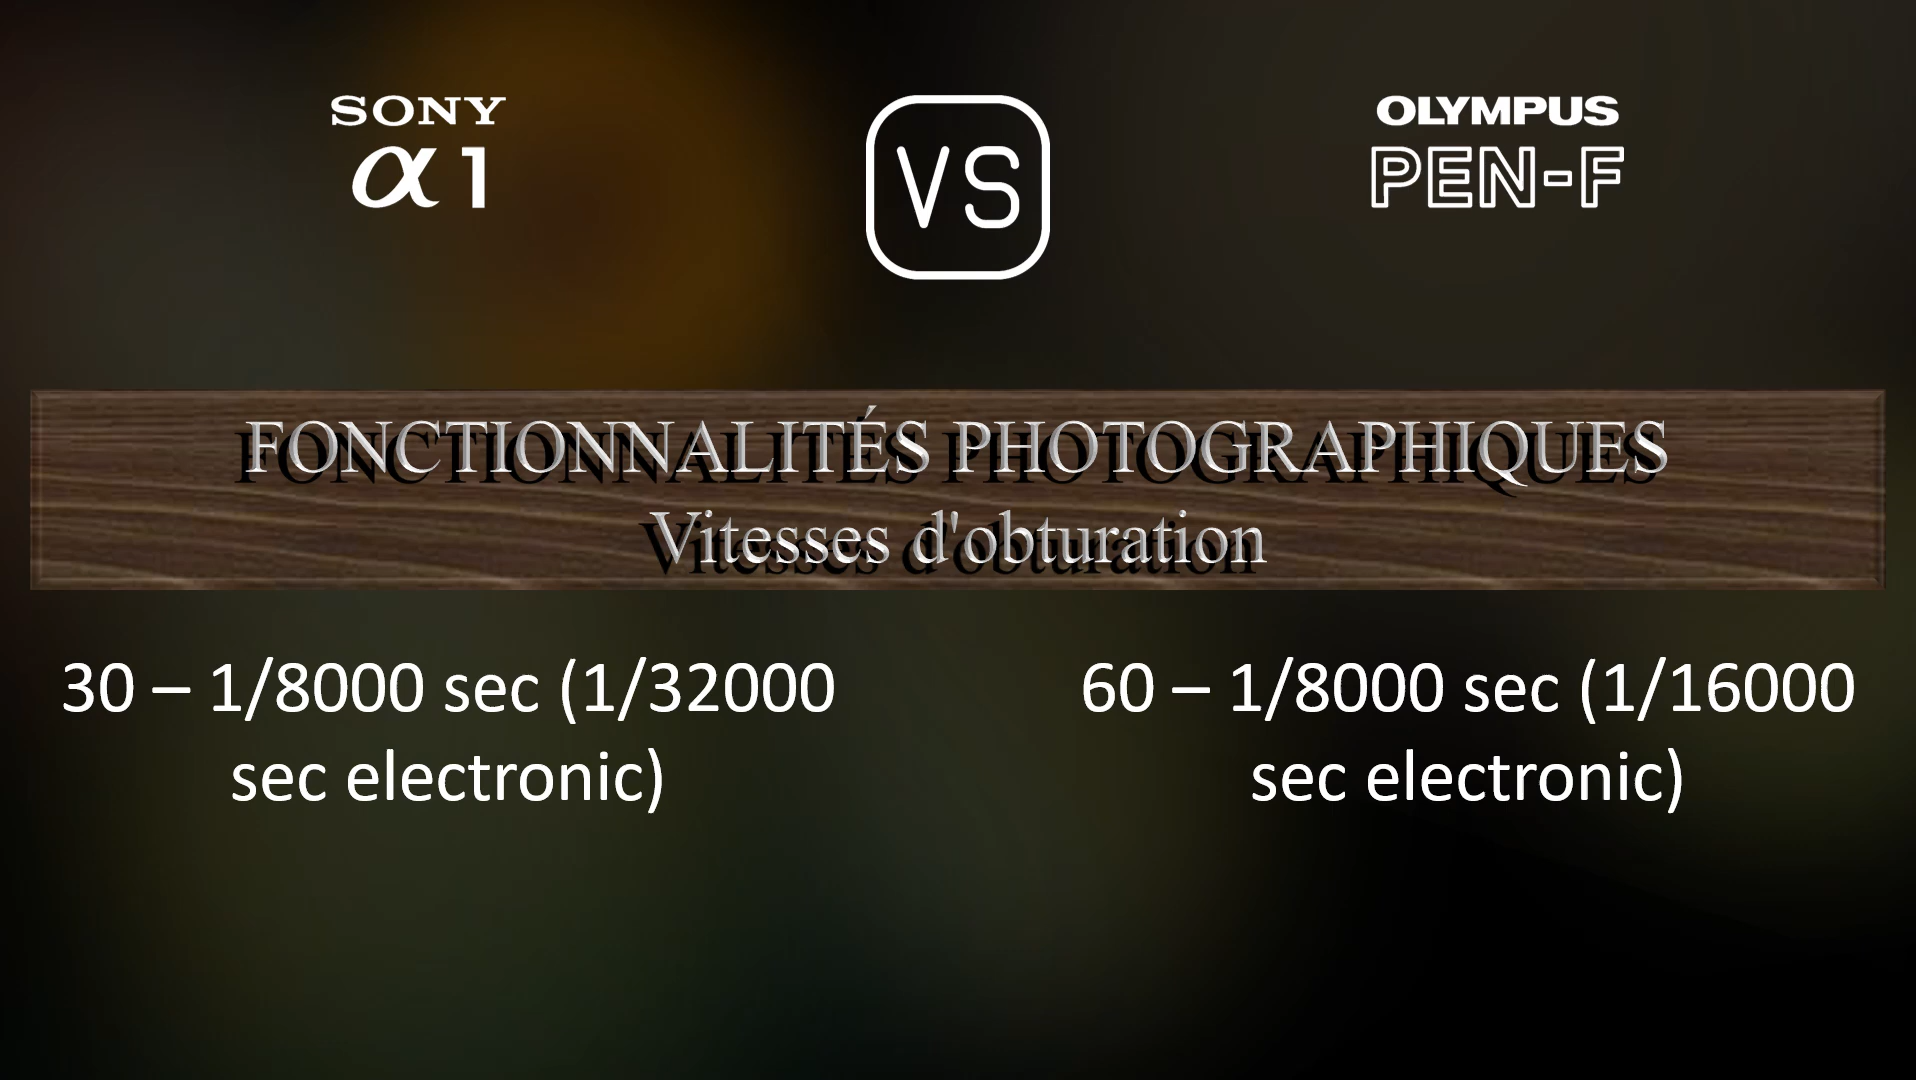 SONY
α1
VS
OLYMPUS
PEN-F
FONCTIONNALITÉS PHOTOGRAPHIQUES
Vitesses d'obturation
30 – 1/8000 sec (1/32000
sec electronic)
60 – 1/8000 sec (1/16000
sec electronic)